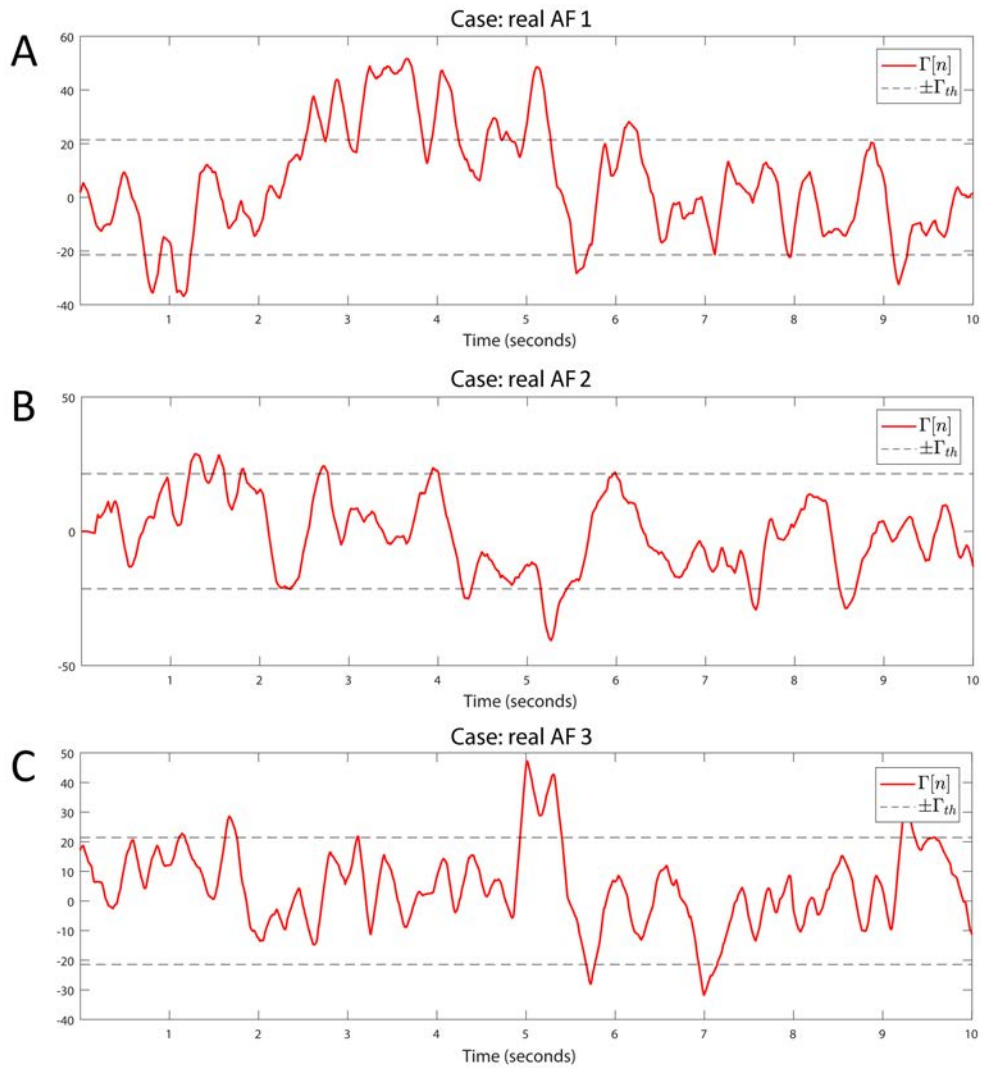 A
Case: real AF 1
60
40
20
0
-20
-40
Γ[n]
±Γth
1 2 3 4 5 6 7 8 9 10
Time (seconds)
B
Case: real AF 2
50
0
-50
Γ[n]
±Γth
1 2 3 4 5 6 7 8 9 10
Time (seconds)
C
Case: real AF 3
50
40
30
20
10
0
-10
-20
-30
-40
Γ[n]
±Γth
1 2 3 4 5 6 7 8 9 10
Time (seconds)